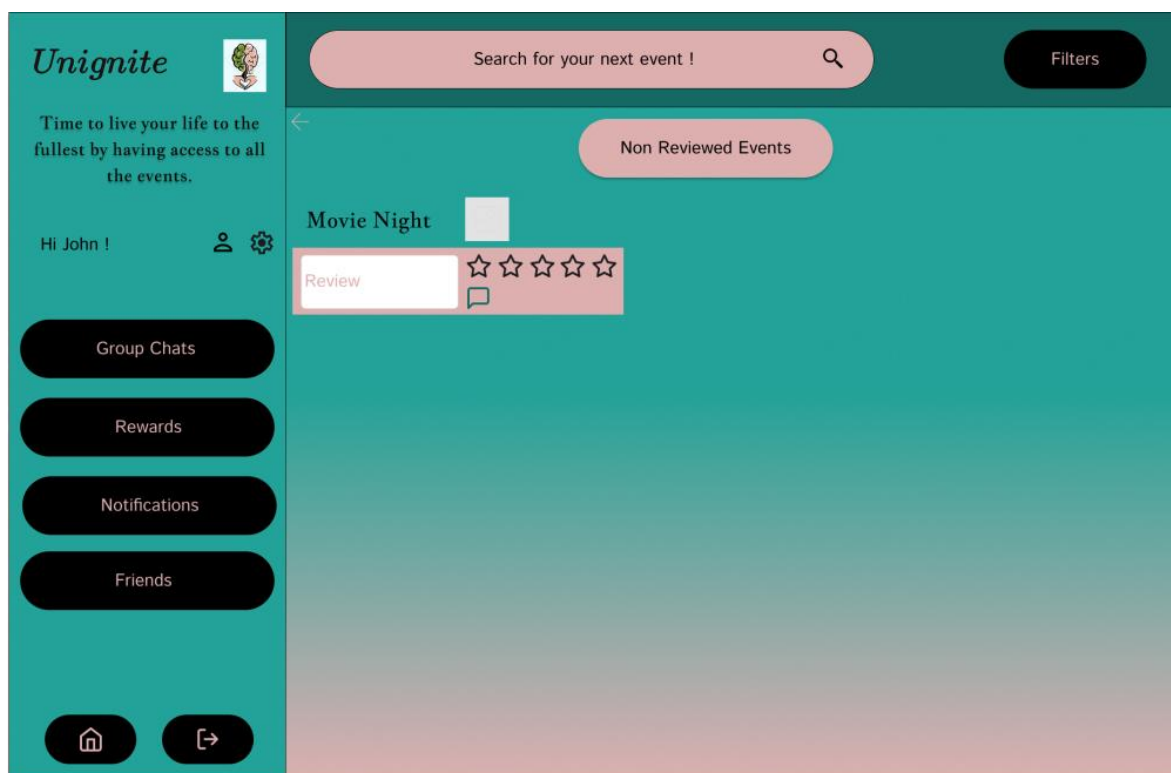 Unignite
Time to live your life to the
fullest by having access to all
the events.
Hi John !
Group Chats
Rewards
Notifications
Friends
Search for your next event !
Filters
Non Reviewed Events
Movie Night
Review